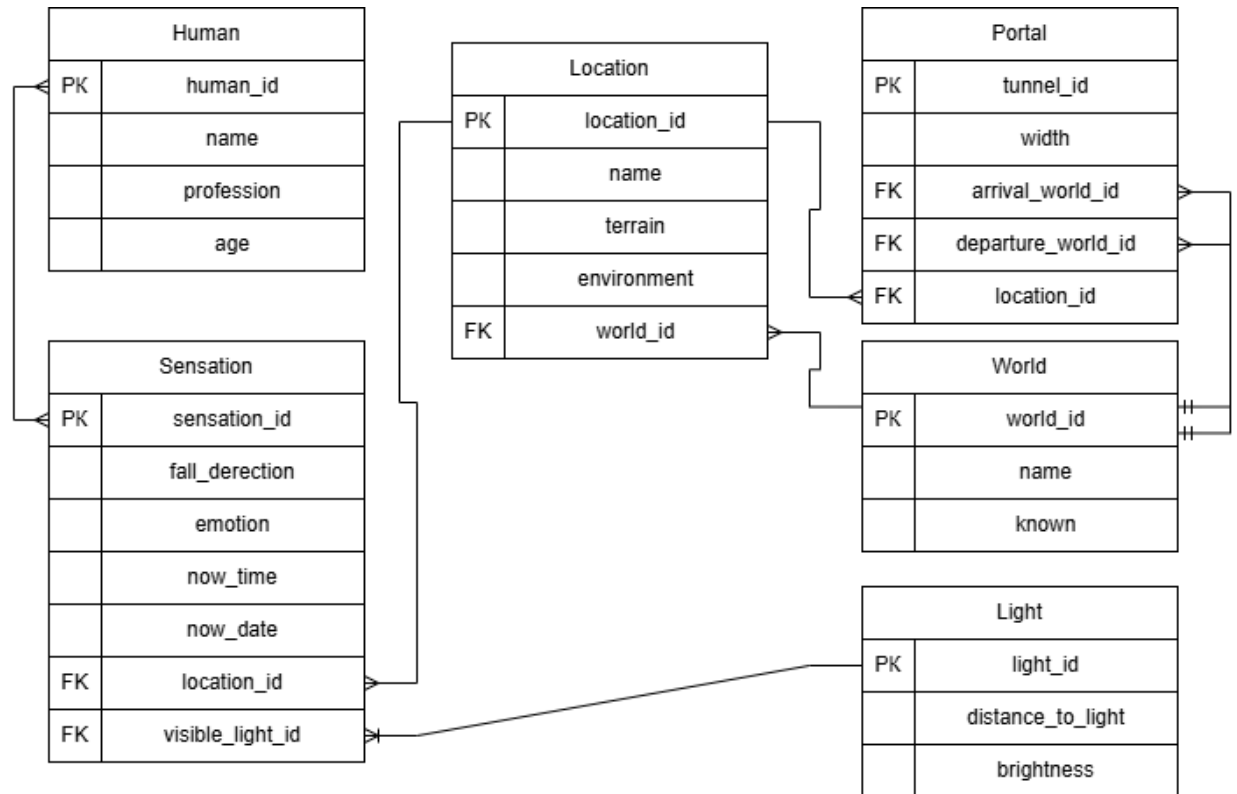 Human
PK human_id
name
profession
age
Sensation
PK sensation_id
fall_derection
emotion
now_time
now_date
FK location_id
FK visible_light_id
Location
PK location_id
name
terrain
environment
FK world_id
Portal
PK tunnel_id
width
FK arrival_world_id
FK departure_world_id
FK location_id
World
PK world_id
name
known
Light
PK light_id
distance_to_light
brightness